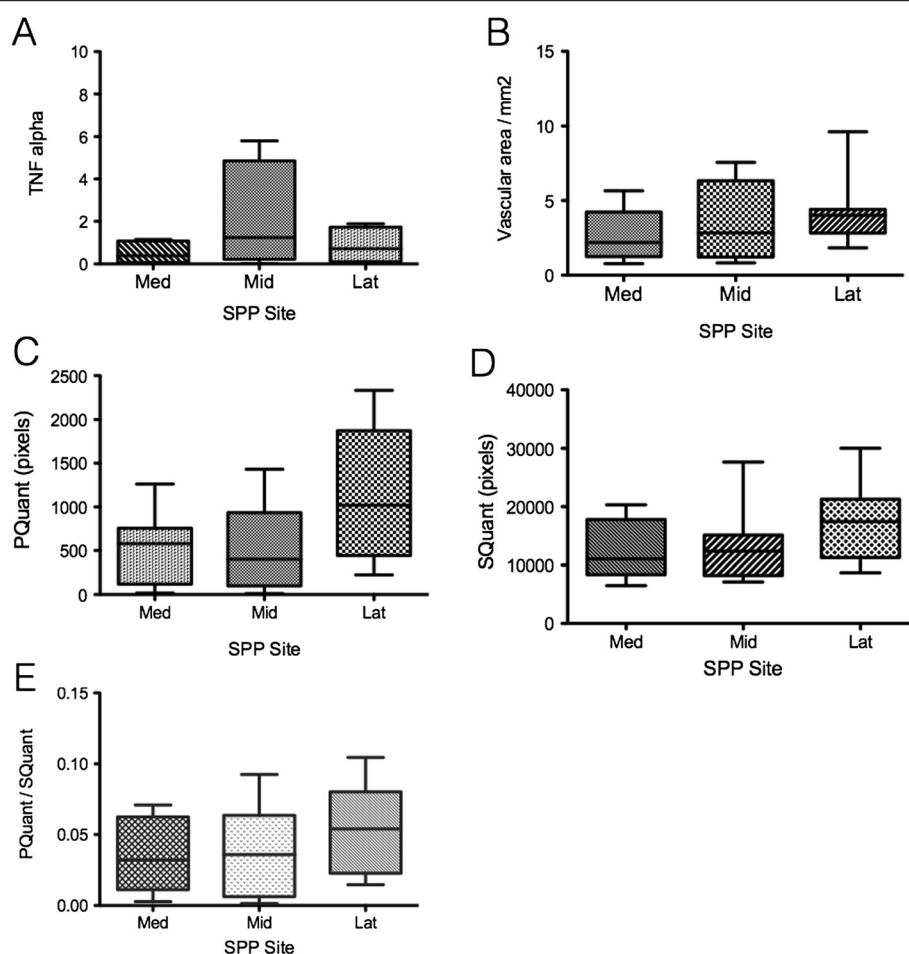 A
TNF alpha
10
8
6
4
2
0
Med Mid Lat
SPP Site
B
Vascular area / mm2
15
10
5
0
Med Mid Lat
SPP Site
C
PQuant (pixels)
2500
2000
1500
1000
500
0
Med Mid Lat
SPP Site
D
SQuant (pixels)
40000
30000
20000
10000
0
Med Mid Lat
SPP Site
E
PQuant / SQuant
0.15
0.10
0.05
0.00
Med Mid Lat
SPP Site